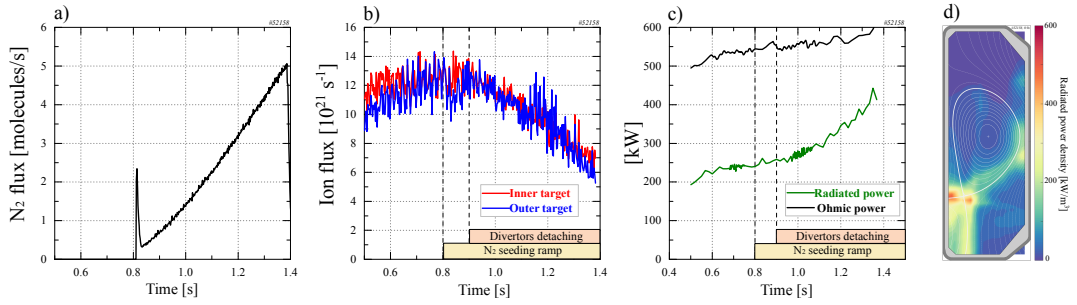 a)
#52158
N₂ flux [molecules/s]
6
5
4
3
2
1
0
0.6 0.8 1.0 1.2 1.4
Time [s]
b)
#52158
Ion flux [10²¹ s⁻¹]
16
14
12
10
8
6
4
2
0
Inner target
Outer target
Divertors detaching
N₂ seeding ramp
0.6 0.8 1.0 1.2 1.4
Time [s]
c)
#52158
[kW]
600
500
400
300
200
100
0
Radiated power
Ohmic power
Divertors detaching
N₂ seeding ramp
0.4 0.6 0.8 1.0 1.2 1.4
Time [s]
d)
600
400
200
0
Radiated power density [kW/m³]